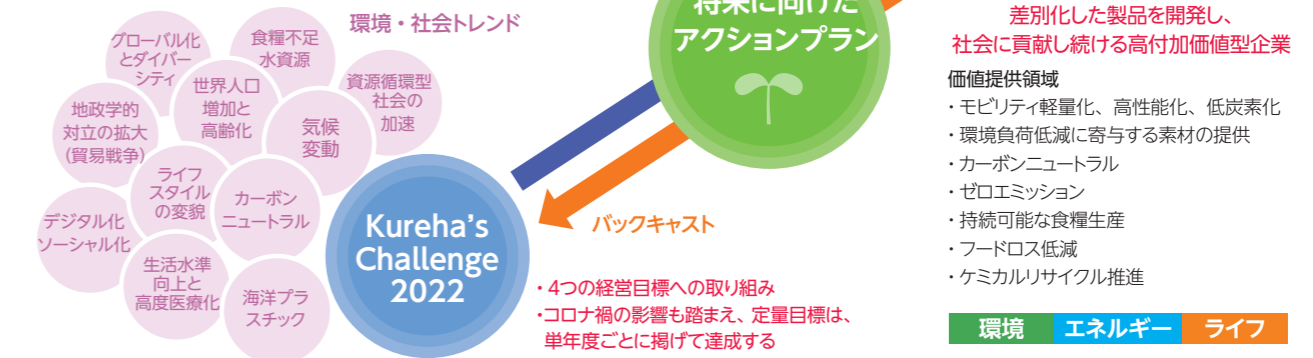 環境・社会トレンド
グローバル化
とダイバー
シティ
食糧不足
水資源
世界人口
増加と
高齢化
資源循環型
社会の
加速
地政学的
対立の拡大
(貿易戦争)
気候
変動
ライフ
スタイル
の変貌
カーボン
ニュートラル
デジタル化
ソーシャル化
生活水準
向上と
高度医療化
海洋プラ
スチック
Kureha's
Challenge
2022
将来に向けた
アクションプラン
バックキャスト
・4つの経営目標への取り組み
・コロナ禍の影響も踏まえ、定量目標は、
単年度ごとに掲げて達成する
差別化した製品を開発し、
社会に貢献し続ける高付加価値型企業
価値提供領域
・モビリティ軽量化、高性能化、低炭素化
・環境負荷低減に寄与する素材の提供
・カーボンニュートラル
・ゼロエミッション
・持続可能な食糧生産
・フードロス低減
・ケミカルリサイクル推進
環境 エネルギー ライフ